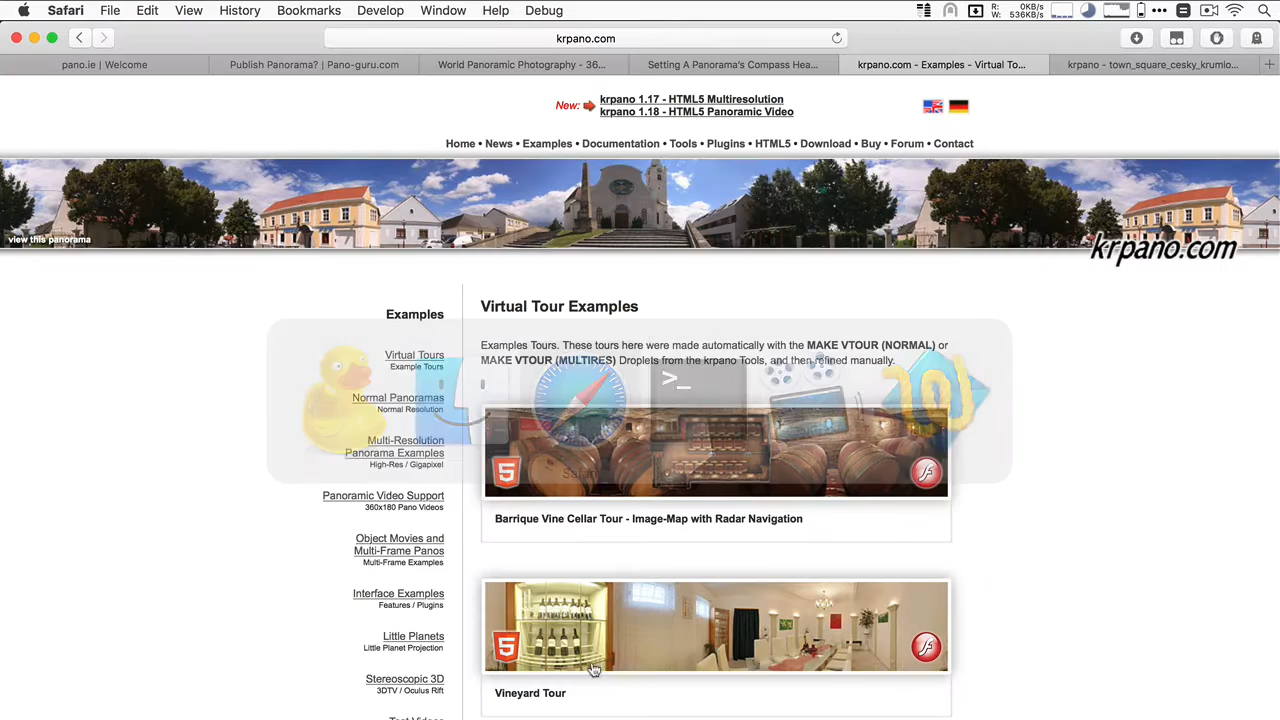 Safari File Edit View History Bookmarks Develop Window Help Debug
R: 0KB/s
W: 536KB/s
krpano.com
pano.ie | Welcome
Publish Panorama? | Pano-guru.com
World Panoramic Photography - 36...
Setting A Panorama's Compass Hea...
krpano.com - Examples - Virtual To...
krpano - town_square_cesky_krumlo...
New:
krpano 1.17 - HTML5 Multiresolution
krpano 1.18 - HTML5 Panoramic Video
Home • News • Examples • Documentation • Tools • Plugins • HTML5 • Download • Buy • Forum • Contact
view this panorama
krpano.com
Examples
Virtual Tours
Example Tours
Normal Panoramas
Normal Resolution
Multi-Resolution
Panorama Examples
High-Res / Gigapixel
Panoramic Video Support
360x180 Pano Videos
Object Movies and
Multi-Frame Panos
Multi-Frame Examples
Interface Examples
Features / Plugins
Little Planets
Little Planet Projection
Stereoscopic 3D
3DTV / Oculus Rift
Virtual Tour Examples
Examples Tours. These tours here were made automatically with the MAKE VTOUR (NORMAL) or
MAKE VTOUR (MULTIRES) Droplets from the krpano Tools, and then refined manually.
Safari
Barrique Vine Cellar Tour - Image-Map with Radar Navigation
Vineyard Tour